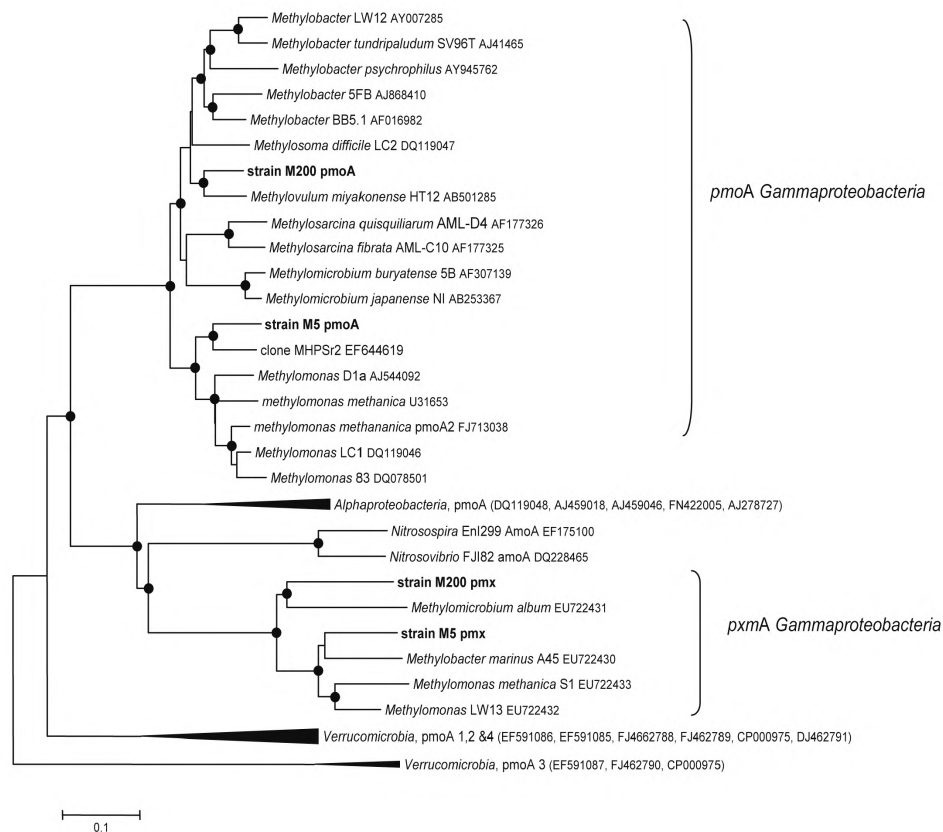 Methylobacter LW12 AY007285
Methylobacter tundripaludum SV96T AJ41465
Methylobacter psychrophilus AY945762
Methylobacter 5FB AJ868410
Methylobacter BB5.1 AF016982
Methylosoma difficile LC2 DQ119047
strain M200 pmoA
Methylovulum miyakonense HT12 AB501285
pmoA Gammaproteobacteria
Methylosarcina quisquiliarum AML-D4 AF177326
Methylosarcina fibrata AML-C10 AF177325
Methylomicrobium buryatense 5B AF307139
Methylomicrobium japanense NI AB253367
strain M5 pmoA
clone MHPSr2 EF644619
Methylomonas D1a AJ544092
methylomonas methanica U31653
methylomonas methananica pmoA2 FJ713038
Methylomonas LC1 DQ119046
Methylomonas 83 DQ078501
Alphaproteobacteria, pmoA (DQ119048, AJ459018, AJ459046, FN422005, AJ278727)
Nitrosospira EnI299 AmoA EF175100
Nitrosovibrio FJI82 amoA DQ228465
strain M200 pmx
Methylomicrobium album EU722431
pxmA Gammaproteobacteria
strain M5 pmx
Methylobacter marinus A45 EU722430
Methylomonas methanica S1 EU722433
Methylomonas LW13 EU722432
Verrucomicrobia, pmoA 1,2 &4 (EF591086, EF591085, FJ4662788, FJ462789, CP000975, DJ462791)
Verrucomicrobia, pmoA 3 (EF591087, FJ462790, CP000975)
0.1